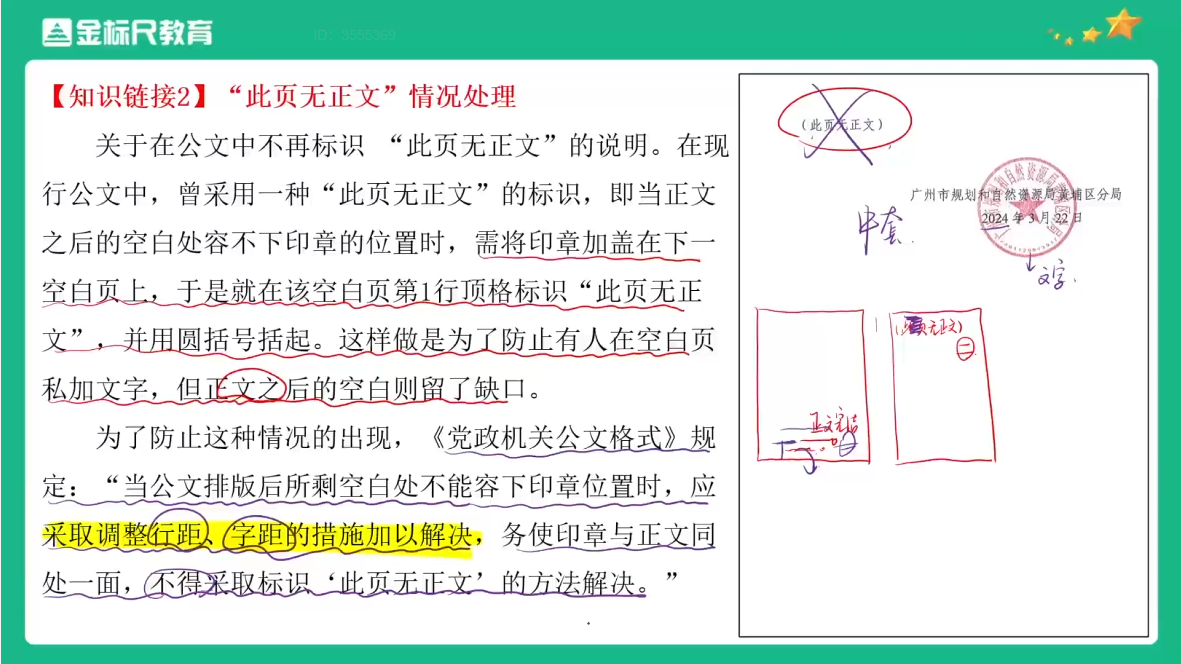 金标尺教育
ID: 3555369
【知识链接2】“此页无正文”情况处理
关于在公文中不再标识 “此页无正文”的说明。在现
行公文中，曾采用一种“此页无正文”的标识，即当正文
之后的空白处容不下印章的位置时，需将印章加盖在下一
空白页上，于是就在该空白页第1行顶格标识“此页无正
文”，并用圆括号括起。这样做是为了防止有人在空白页
私加文字，但正文之后的空白则留了缺口。
为了防止这种情况的出现，《党政机关公文格式》规
定：“当公文排版后所剩空白处不能容下印章位置时，应
采取调整行距、字距的措施加以解决，务使印章与正文同
处一面，不得采取标识‘此页无正文’的方法解决。”
（此页无正文）
广州市规划和自然资源局黄埔区分局
2024 年 3 月 22 日
中套.
文字.
(此页无正文)
二
正文完结